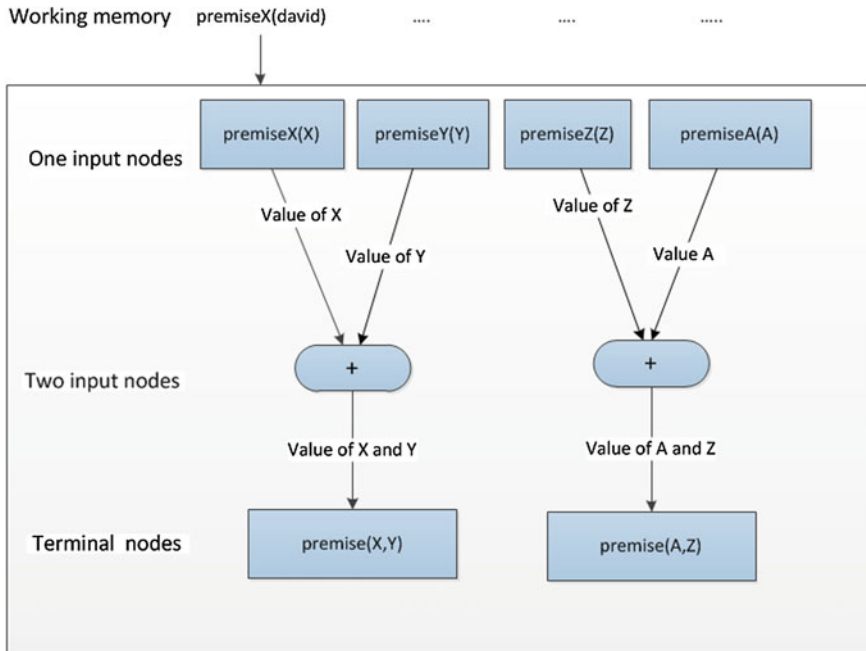 Working memory premiseX(david) .... .... .....
One input nodes premiseX(X) premiseY(Y) premiseZ(Z) premiseA(A)
Value of X Value of Z
Value of Y Value A
Two input nodes + +
Value of X and Y Value of A and Z
Terminal nodes premise(X,Y) premise(A,Z)